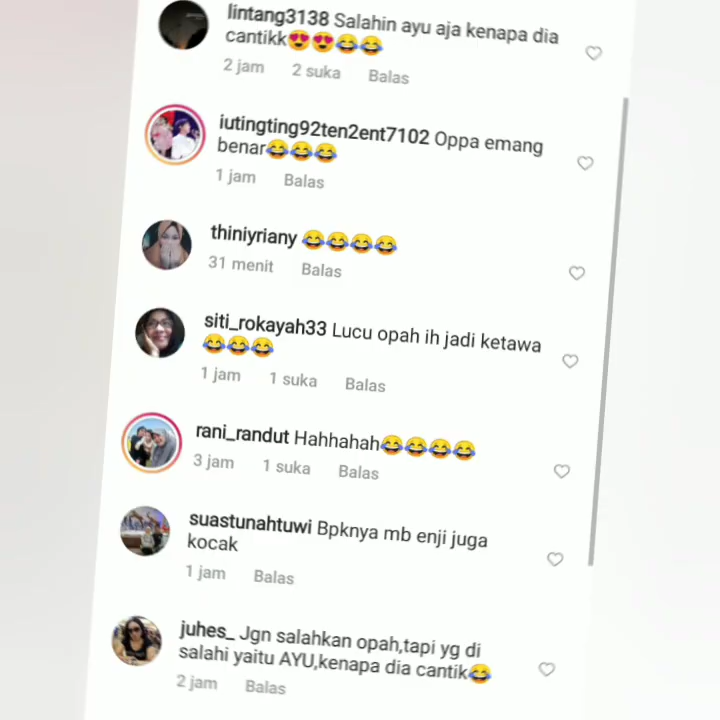 lintang3138 Salahin ayu aja kenapa dia
cantikk😍😍😂😂
2 jam 2 suka Balas
iutingting92ten2ent7102 Oppa emang
benar😂😂😂
1 jam Balas
thiniyriany 😂😂😂😂
31 menit Balas
siti_rokayah33 Lucu opah ih jadi ketawa
😂😂😂
1 jam 1 suka Balas
rani_randut Hahhahah😂😂😂😂
3 jam 1 suka Balas
suastunahtuwi Bpknya mb enji juga
kocak
1 jam Balas
juhes_ Jgn salahkan opah,tapi yg di
salahi yaitu AYU,kenapa dia cantik😂
2 jam Balas